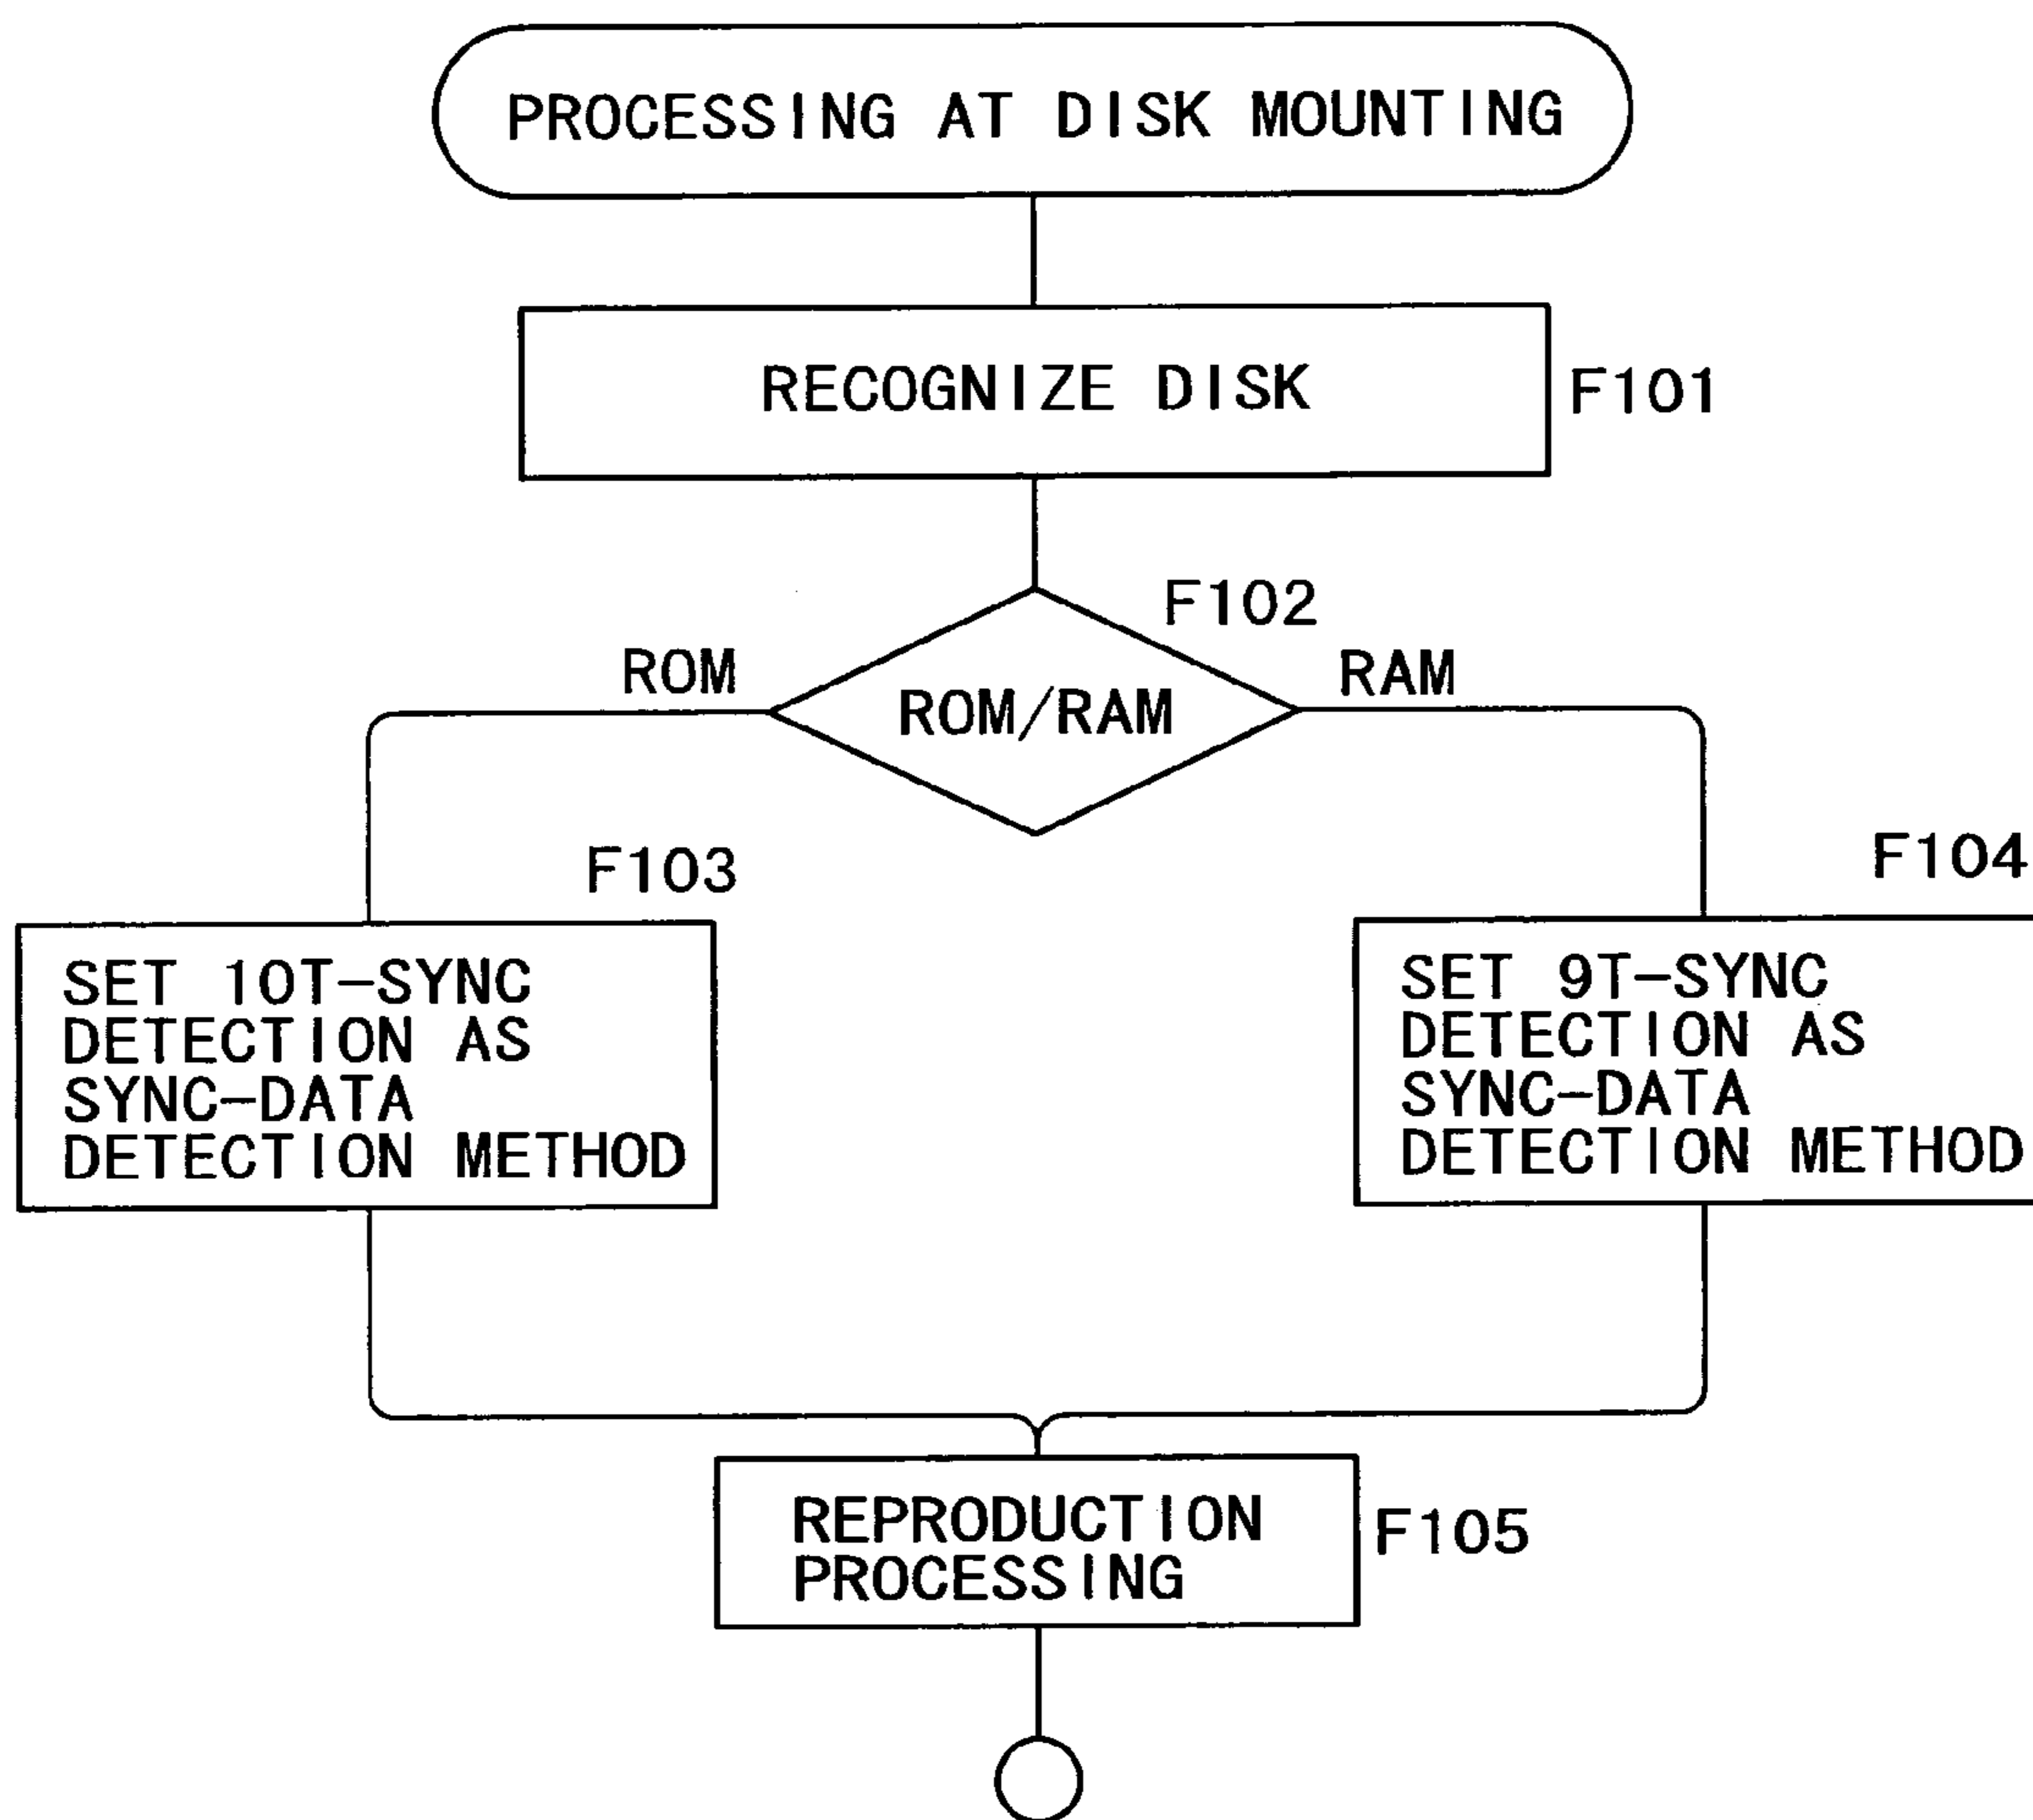 PROCESSING AT DISK MOUNTING
RECOGNIZE DISK
F101
F102
ROM
ROM/RAM
RAM
F103
F104
SET 10T-SYNC
DETECTION AS
SYNC-DATA
DETECTION METHOD
SET 9T-SYNC
DETECTION AS
SYNC-DATA
DETECTION METHOD
REPRODUCTION
PROCESSING
F105